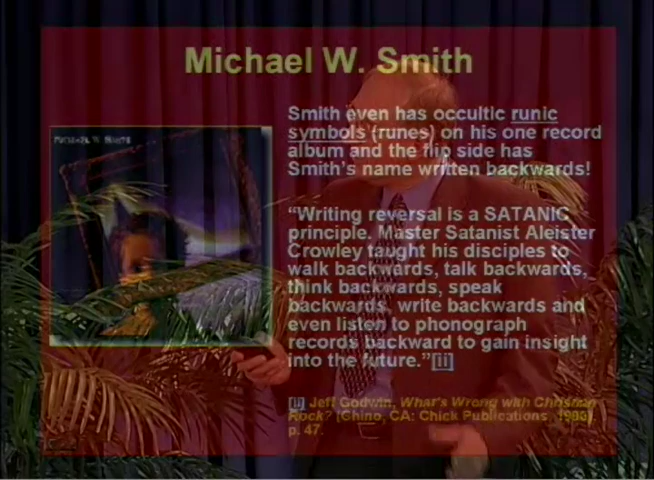 Michael W. Smith
MICHAEL W. SMITH
Smith even has occultic runic
symbols (runes) on his one record
album and the flip side has
Smith's name written backwards!
"Writing reversal is a SATANIC
principle. Master Satanist Aleister
Crowley taught his disciples to
walk backwards, talk backwards,
think backwards, speak
backwards, write backwards and
even listen to phonograph
records backward to gain insight
into the future."[ii]
[ii] Jeff Godwin, What's Wrong with Christian
Rock? (Chino, CA: Chick Publications, 1990)
p. 47.